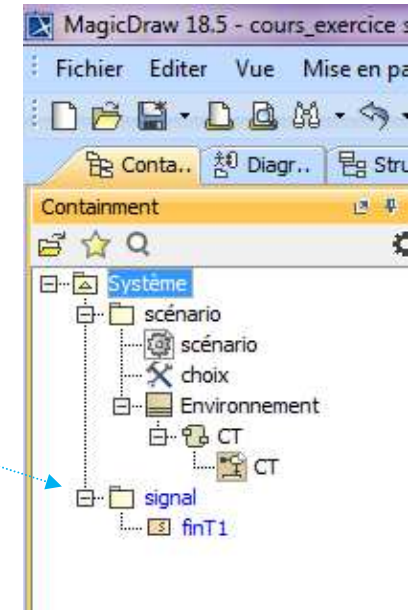 MagicDraw 18.5 - cours_exercice s
Fichier Editer Vue Mise en pa
Conta.. Diagr.. Stru
Containment
Système
scénario
scénario
choix
Environnement
CT
CT
signal
finT1